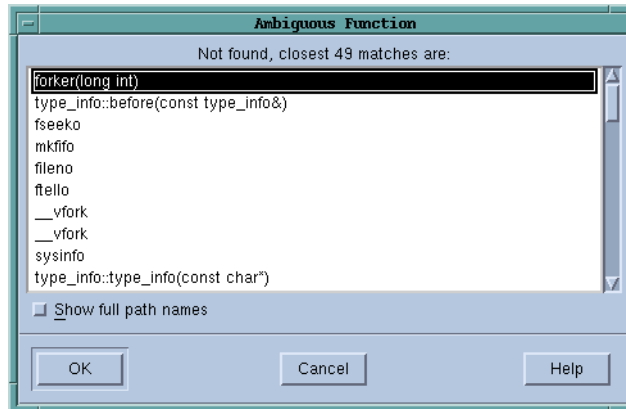 Ambiguous Function
Not found, closest 49 matches are:
forker(long int)
type_info::before(const type_info&)
fseeko
mkfifo
fileno
ftello
__vfork
__vfork
sysinfo
type_info::type_info(const char*)
Show full path names
OK Cancel Help